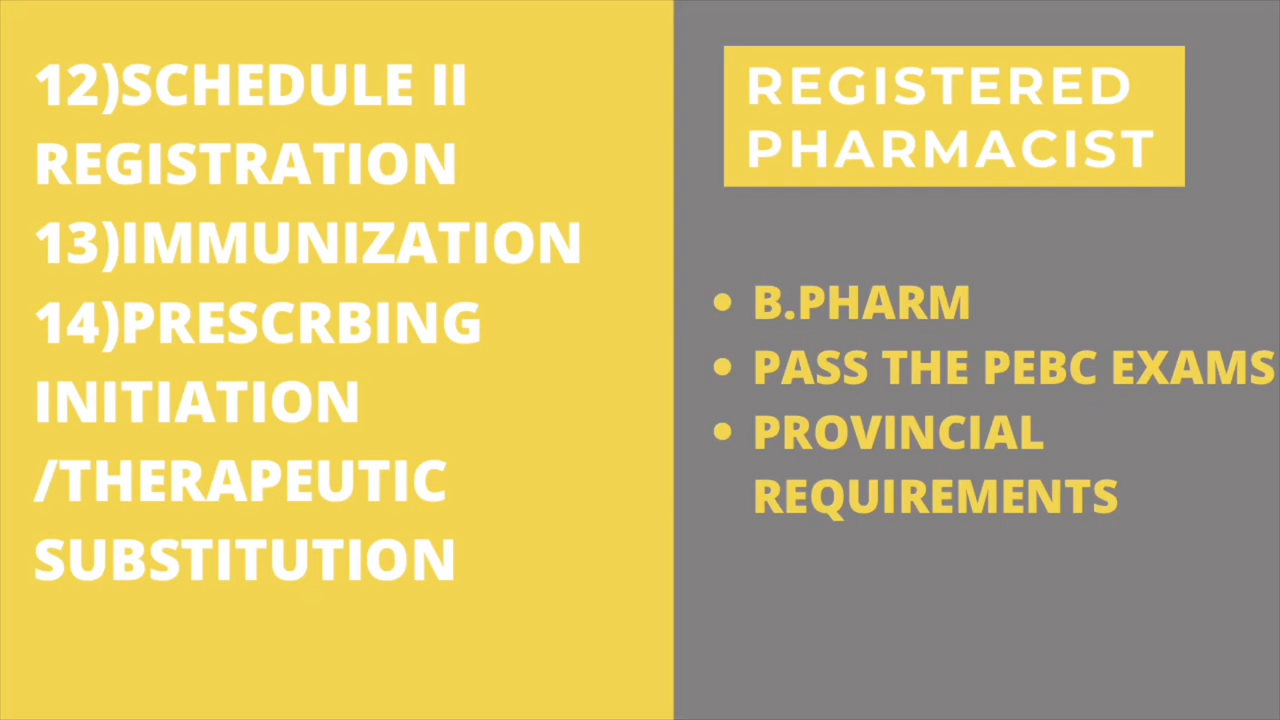 12)SCHEDULE II
REGISTRATION
13)IMMUNIZATION
14)PRESCRBING
INITIATION
/THERAPEUTIC
SUBSTITUTION
REGISTERED
PHARMACIST
• B.PHARM
• PASS THE PEBC EXAMS
• PROVINCIAL
REQUIREMENTS